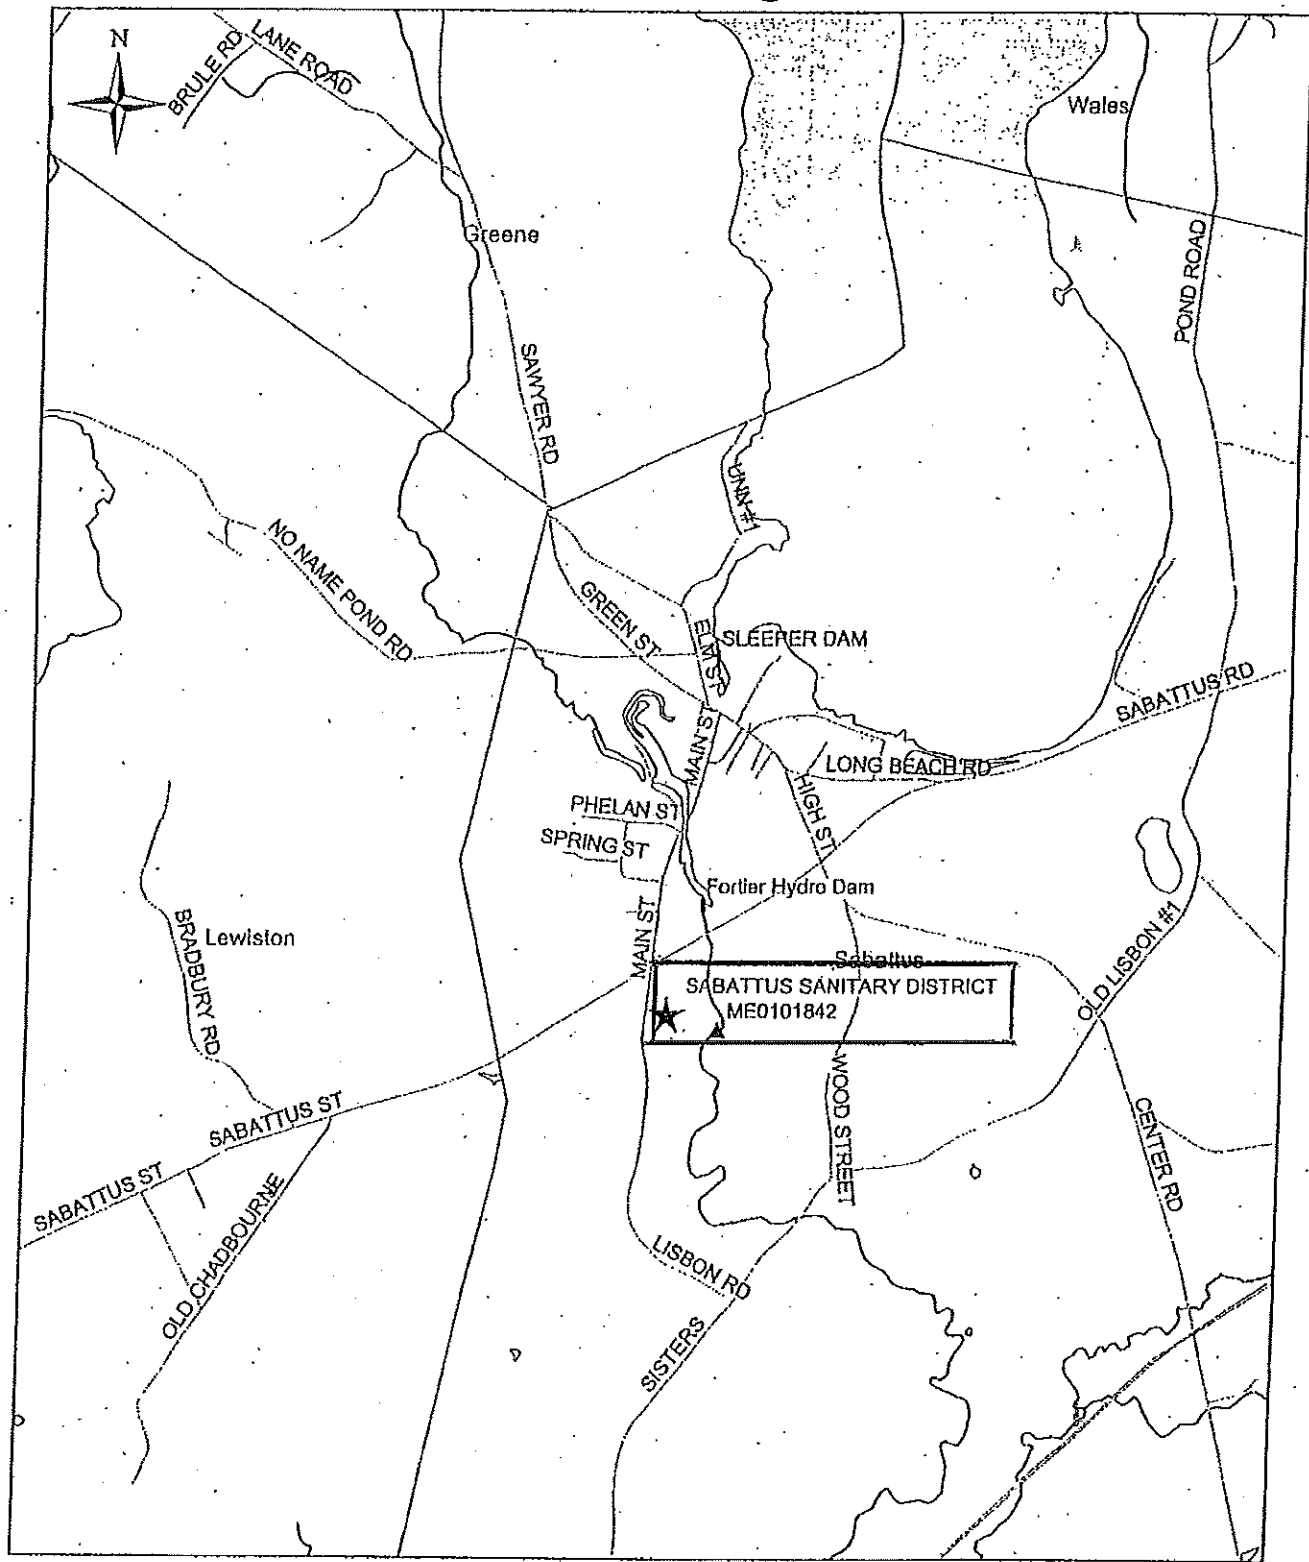 N
BRULE RD
LANE ROAD
Wales
Greene
POND ROAD
SAWYER RD
UNN #1
NO NAME POND RD
GREEN ST
ELM ST
SLEEPER DAM
SABATTUS RD
MAIN ST
LONG BEACH RD
HIGH ST
PHELAN ST
SPRING ST
Fortier Hydro Dam
MAIN ST
BRADBURY RD
Lewiston
OLD LISBON #1
Sabattus
SABATTUS SANITARY DISTRICT
ME0101842
WOOD STREET
CENTER RD
SABATTUS ST
SABATTUS ST
OLD CHADBOURNE
LISBON RD
SISTERS